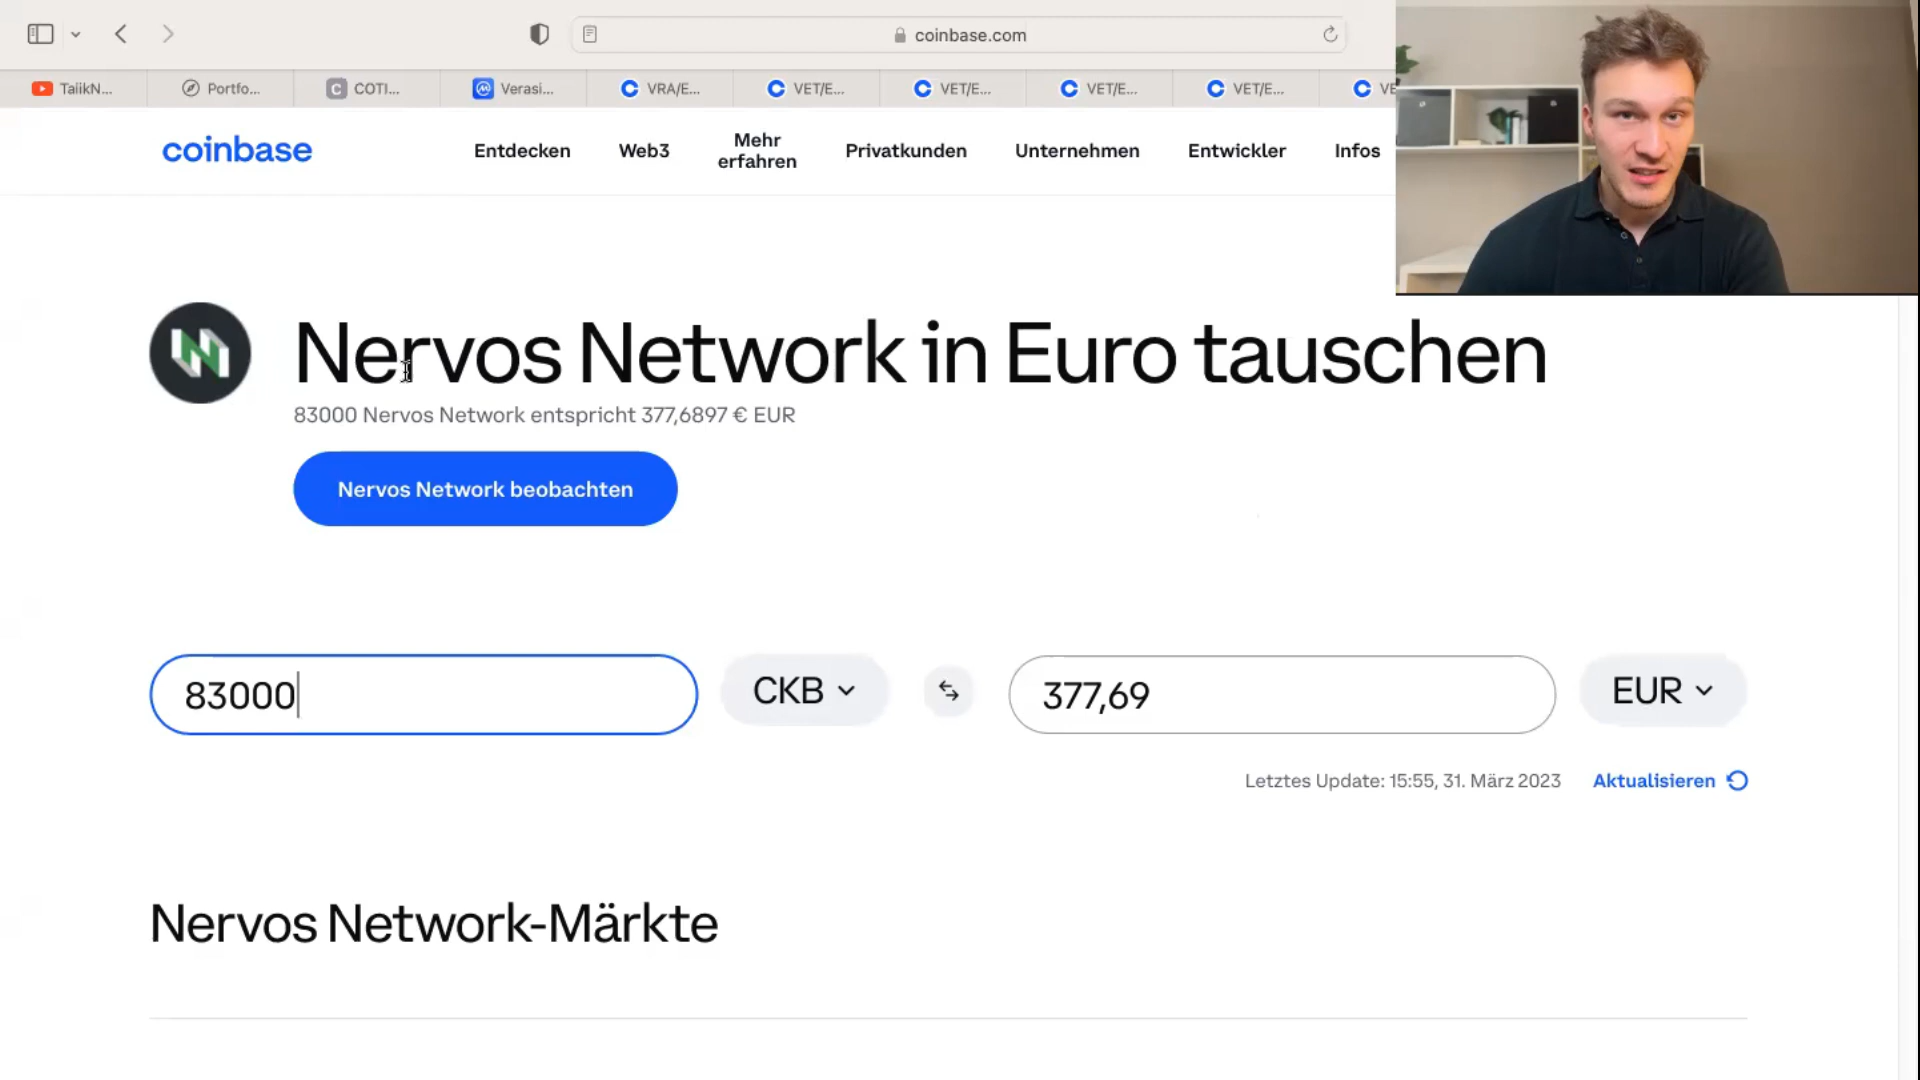 coinbase.com
TaiikN...
Portfo...
COTI...
Verasi...
VRA/E...
VET/E...
VET/E...
VET/E...
VET/E...
coinbase
Entdecken
Web3
Mehr
erfahren
Privatkunden
Unternehmen
Entwickler
Infos
Nervos Network in Euro tauschen
83000 Nervos Network entspricht 377,6897 € EUR
Nervos Network beobachten
83000
CKB
377,69
EUR
Letztes Update: 15:55, 31. März 2023
Aktualisieren
Nervos Network-Märkte